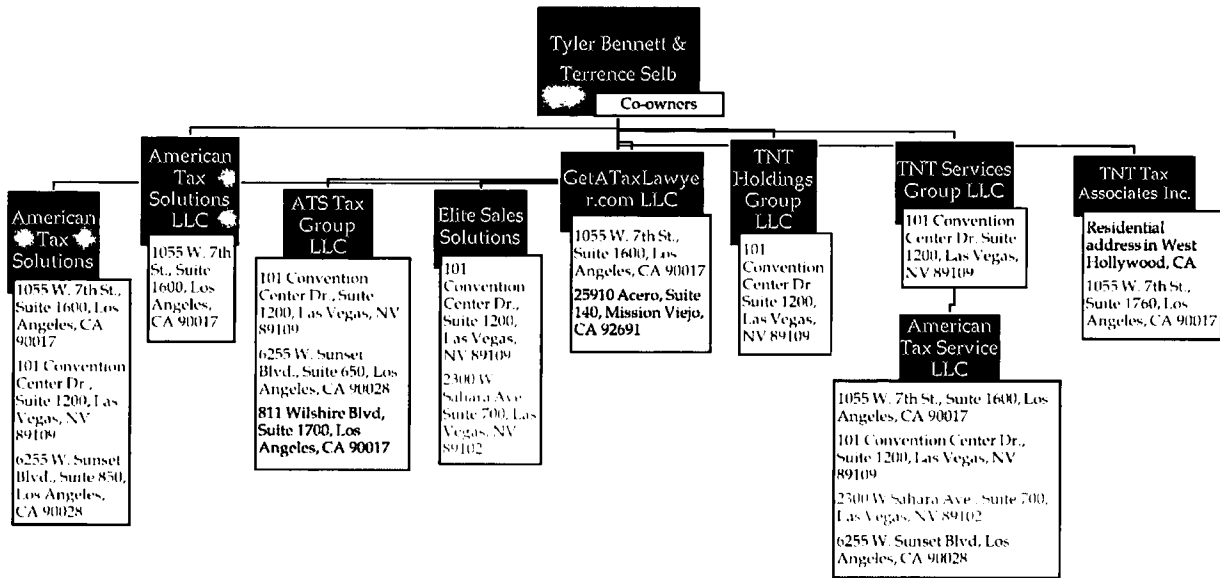 Tyler Bennett &
Terrence Selb
Co-owners
American
Tax
Solutions
1055 W. 7th St.,
Suite 1600, Los
Angeles, CA
90017
101 Convention
Center Dr.,
Suite 1200, Las
Vegas, NV
89109
6255 W. Sunset
Blvd., Suite 850,
Los Angeles,
CA 90028
American
Tax
Solutions
LLC
1055 W. 7th
St., Suite
1600, Los
Angeles,
CA 90017
ATS Tax
Group
LLC
101 Convention
Center Dr., Suite
1200, Las Vegas, NV
89109
6255 W. Sunset
Blvd., Suite 650, Los
Angeles, CA 90028
811 Wilshire Blvd,
Suite 1700, Los
Angeles, CA 90017
Elite Sales
Solutions
101
Convention
Center Dr.,
Suite 1200,
Las Vegas,
NV 89109
2300 W
Sahara Ave
Suite 700, Las
Vegas, NV
89102
GetATaxLawye
r.com LLC
1055 W. 7th St.,
Suite 1600, Los
Angeles, CA 90017
25910 Acero, Suite
140, Mission Viejo,
CA 92691
TNT
Holdings
Group
LLC
101
Convention
Center Dr
Suite 1200,
Las Vegas,
NV 89109
TNT Services
Group LLC
101 Convention
Center Dr. Suite
1200, Las Vegas,
NV 89109
American
Tax Service
LLC
1055 W. 7th St., Suite 1600, Los
Angeles, CA 90017
101 Convention Center Dr.,
Suite 1200, Las Vegas, NV
89109
2300 W Sahara Ave., Suite 700,
Las Vegas, NV 89102
6255 W. Sunset Blvd, Los
Angeles, CA 90028
TNT Tax
Associates Inc.
Residential
address in West
Hollywood, CA
1055 W. 7th St.,
Suite 1760, Los
Angeles, CA 90017